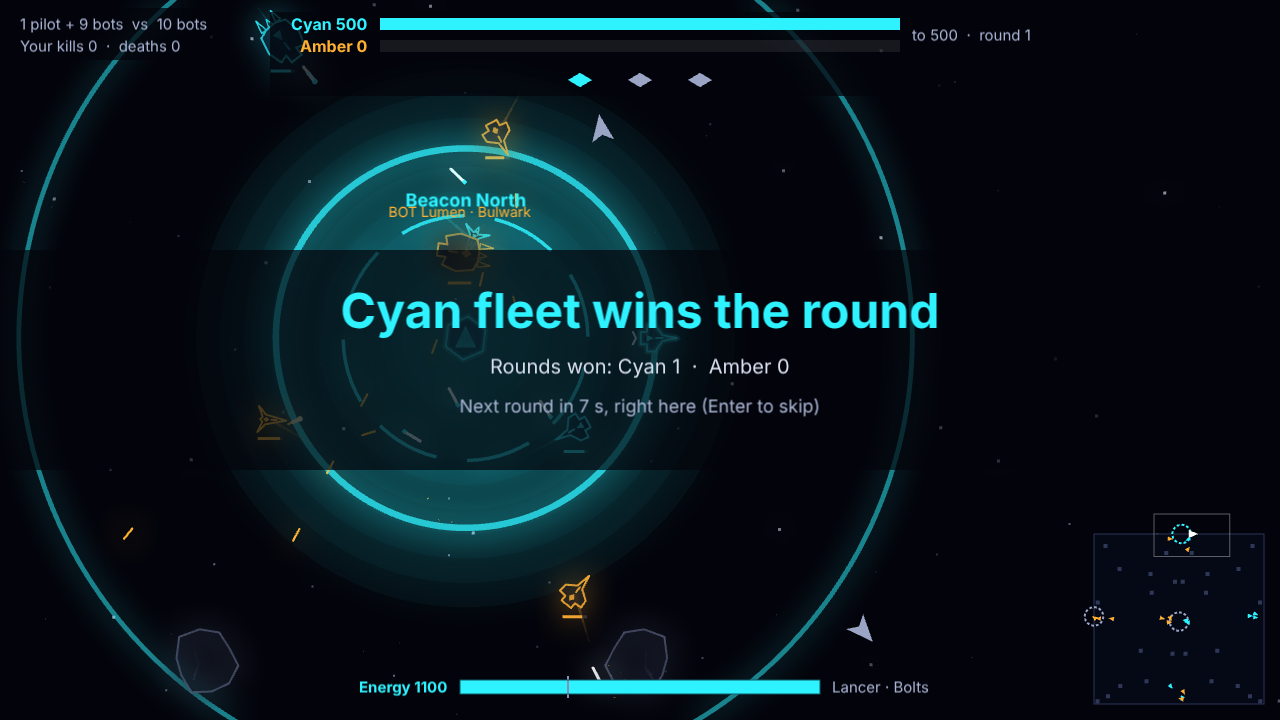 1 pilot + 9 bots vs 10 bots
Your kills 0 · deaths 0
Cyan 500
Amber 0
to 500 · round 1
Beacon North
BOT Lumen · Bulwark
Cyan fleet wins the round
Rounds won: Cyan 1 · Amber 0
Next round in 7 s, right here (Enter to skip)
Energy 1100
Lancer · Bolts